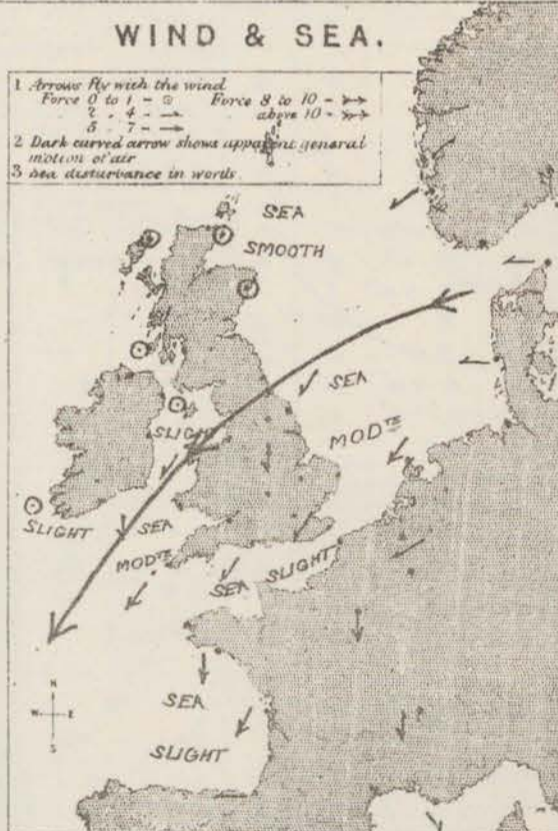 WIND & SEA.
1 Arrows fly with the wind
Force 0 to 1 - ⊙ Force 8 to 10 - →
2 . 4 - → above 10 - →
5 . 7 - →
2 Dark curved arrow shows apparent general
motion of air
3 Sea disturbance in words.
SEA
SMOOTH
SEA
MODTE
SLIGHT
SLIGHT
SEA
MODTE
SEA SLIGHT
N
W E
S
SEA
SLIGHT